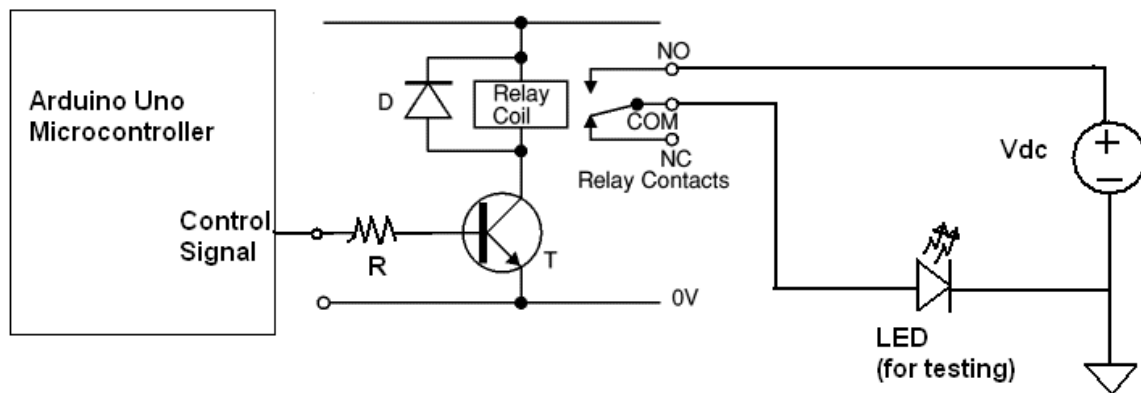 Arduino Uno
Microcontroller
Control
Signal
R
D
Relay
Coil
T
0V
NO
COM
NC
Relay Contacts
Vdc
+
−
LED
(for testing)